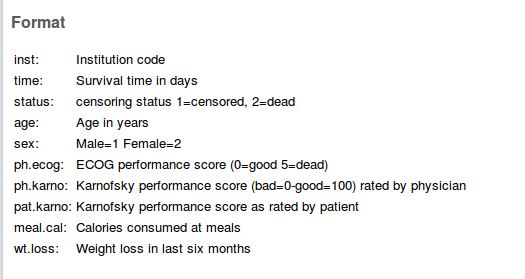 Format
inst: Institution code
time: Survival time in days
status: censoring status 1=censored, 2=dead
age: Age in years
sex: Male=1 Female=2
ph.ecog: ECOG performance score (0=good 5=dead)
ph.karno: Karnofsky performance score (bad=0-good=100) rated by physician
pat.karno: Karnofsky performance score as rated by patient
meal.cal: Calories consumed at meals
wt.loss: Weight loss in last six months